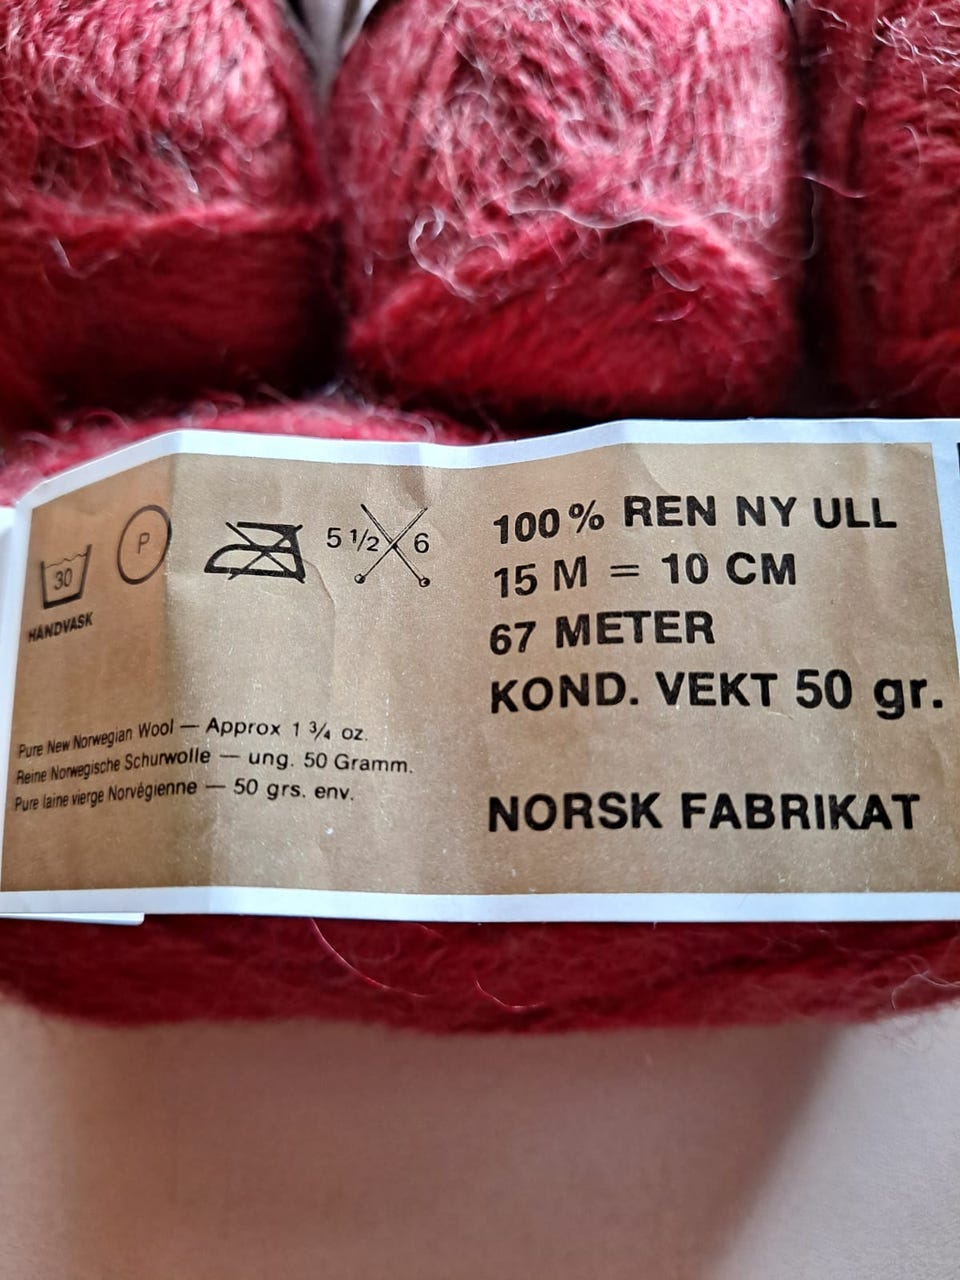 30
HÅNDVASK
P
5 1/2 6
100% REN NY ULL
15 M = 10 CM
67 METER
KOND. VEKT 50 gr.
Pure New Norwegian Wool — Approx 1 3/4 oz.
Reine Norwegische Schurwolle — ung. 50 Gramm.
Pure laine vierge Norvégienne — 50 grs. env.
NORSK FABRIKAT